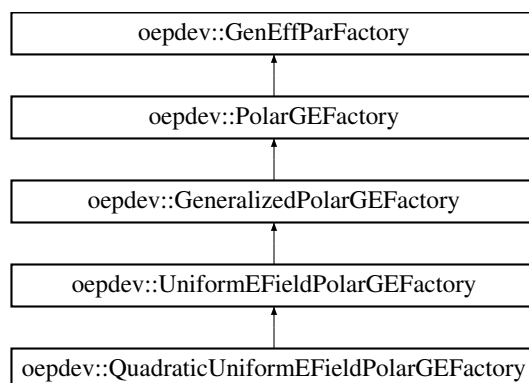 oepdev::GenEffParFactory
oepdev::PolarGEFactory
oepdev::GeneralizedPolarGEFactory
oepdev::UniformEFieldPolarGEFactory
oepdev::QuadraticUniformEFieldPolarGEFactory